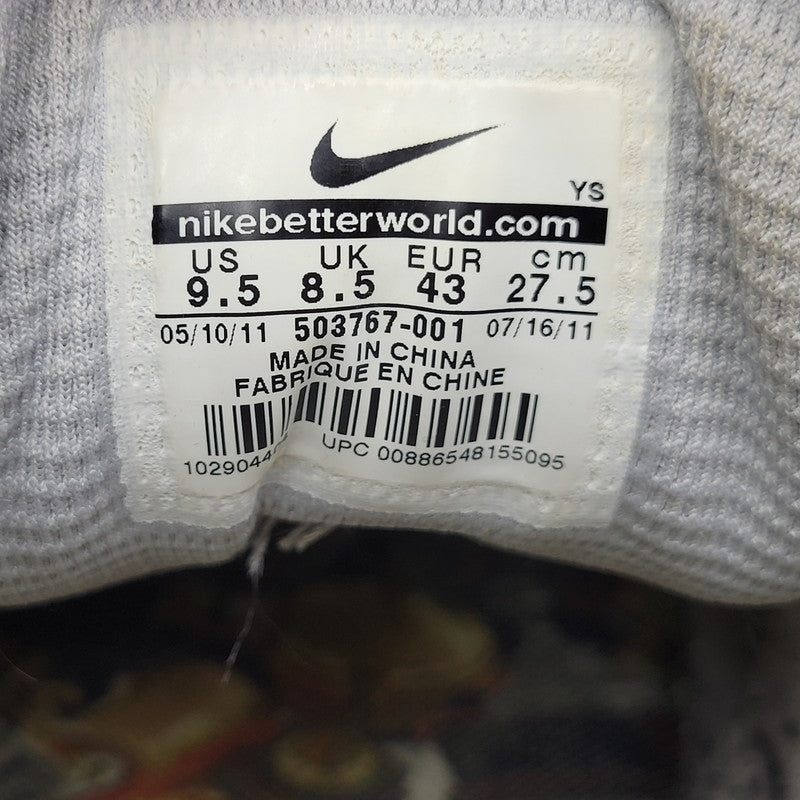 YS
nikebetterworld.com
US UK EUR cm
9.5 8.5 43 27.5
05/10/11 503767-001 07/16/11
MADE IN CHINA
FABRIQUE EN CHINE
UPC 00886548155095